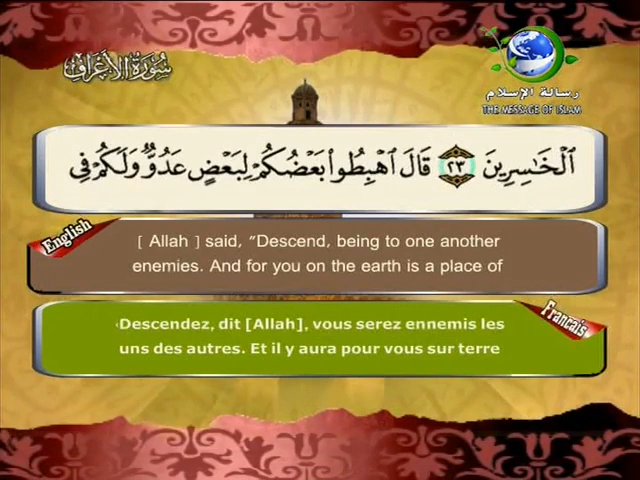 سورة الأعراف
رسالة الإسلام
THE MESSAGE OF ISLAM
ٱلْخَٰسِرِينَ ٢٣ قَالَ ٱهْبِطُوا۟ بَعْضُكُمْ لِبَعْضٍ عَدُوٌّ وَلَكُمْ فِى
English
[ Allah ] said, "Descend, being to one another
enemies. And for you on the earth is a place of
Français
Descendez, dit [Allah], vous serez ennemis les
uns des autres. Et il y aura pour vous sur terre